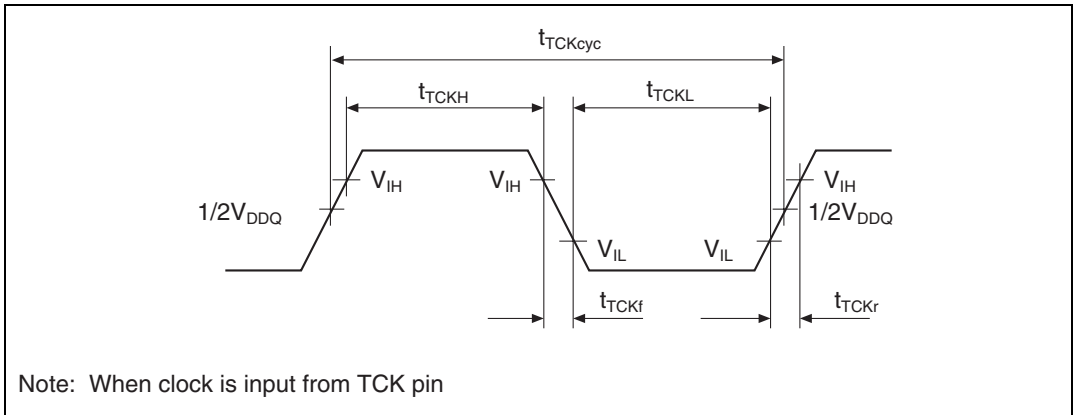 tTCKcyc
tTCKH
tTCKL
VIH
VIH
VIH
1/2VDDQ
1/2VDDQ
VIL
VIL
tTCKf
tTCKr
Note: When clock is input from TCK pin